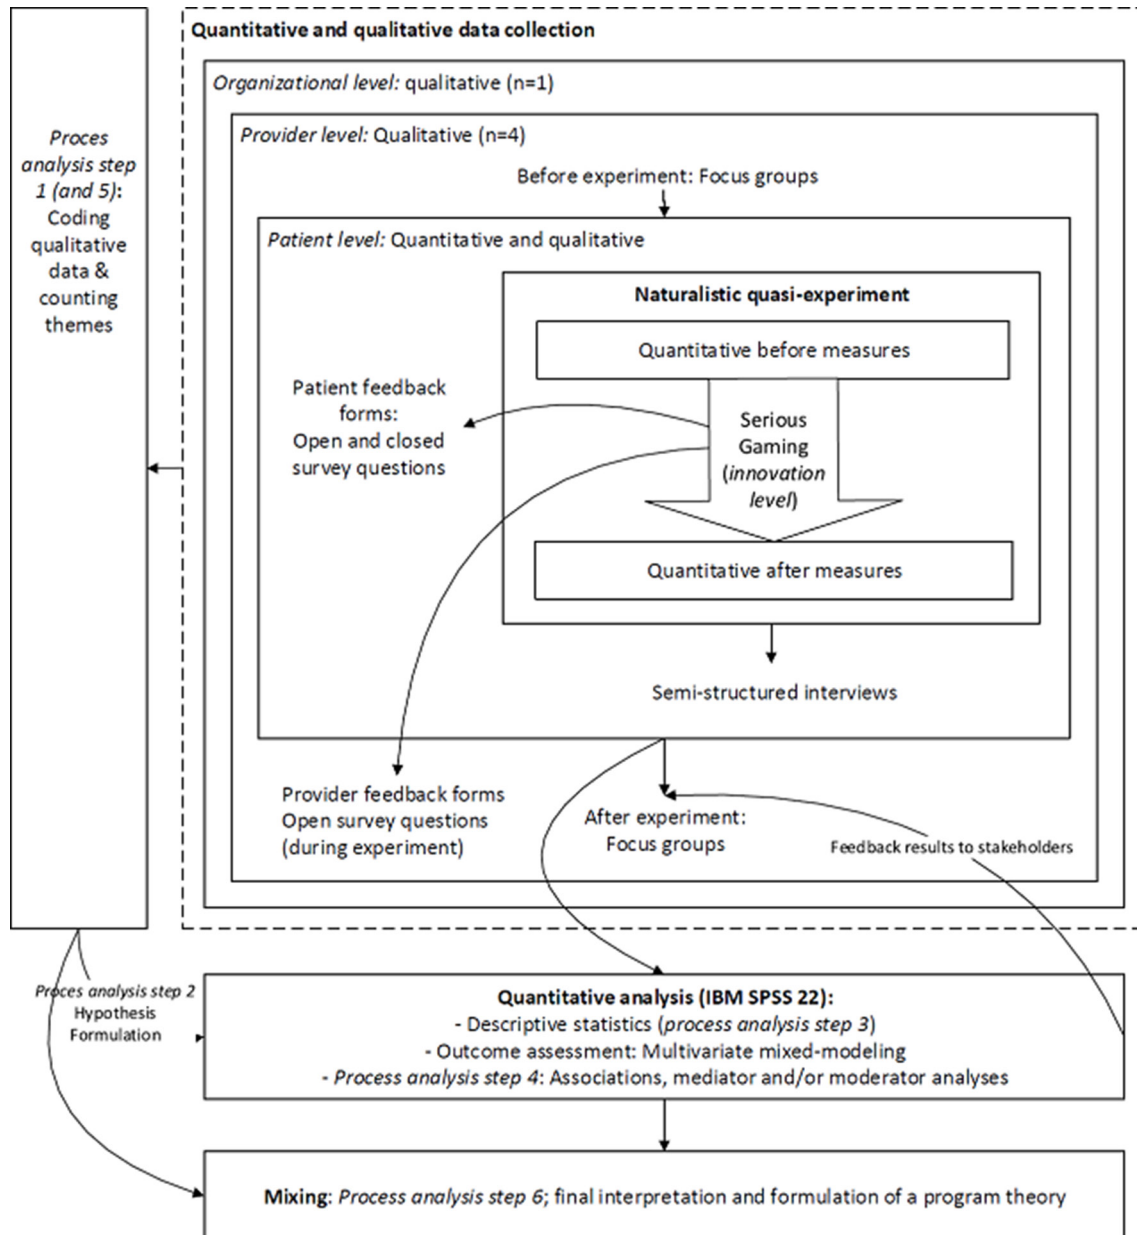 Quantitative and qualitative data collection
Organizational level: qualitative (n=1)
Provider level: Qualitative (n=4)
Before experiment: Focus groups
Patient level: Quantitative and qualitative
Naturalistic quasi-experiment
Quantitative before measures
Serious
Gaming
(innovation
level)
Quantitative after measures
Patient feedback
forms:
Open and closed
survey questions
Semi-structured interviews
Provider feedback forms
Open survey questions
(during experiment)
After experiment:
Focus groups
Feedback results to stakeholders
Proces
analysis step
1 (and 5):
Coding
qualitative
data &
counting
themes
Proces analysis step 2
Hypothesis
Formulation
Quantitative analysis (IBM SPSS 22):
- Descriptive statistics (process analysis step 3)
- Outcome assessment: Multivariate mixed-modeling
- Process analysis step 4: Associations, mediator and/or moderator analyses
Mixing: Process analysis step 6; final interpretation and formulation of a program theory